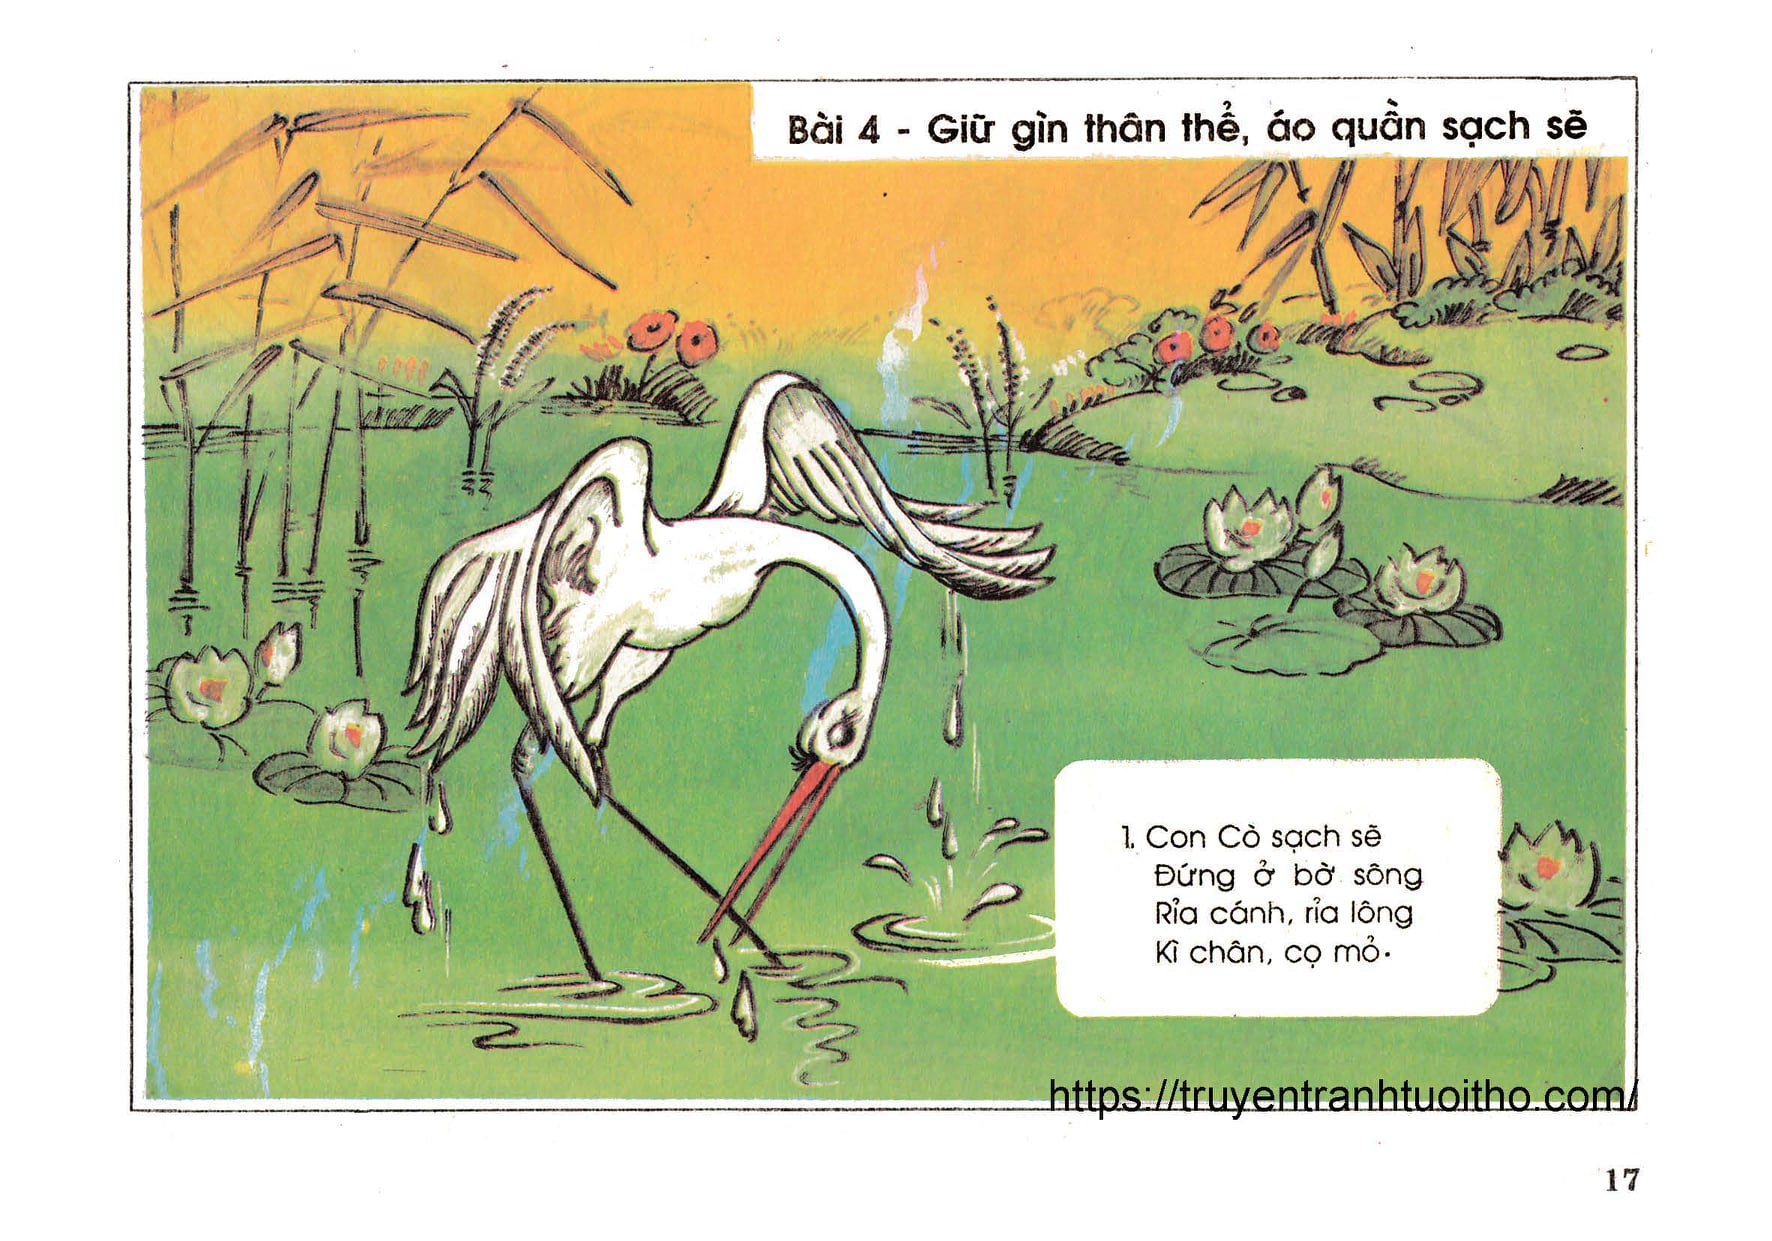 Bài 4 - Giữ gìn thân thể, áo quần sạch sẽ
1. Con Cò sạch sẽ
Đứng ở bờ sông
Rỉa cánh, rỉa lông
Kì chân, cọ mỏ.
https://truyentranhtuoitho.com/
17